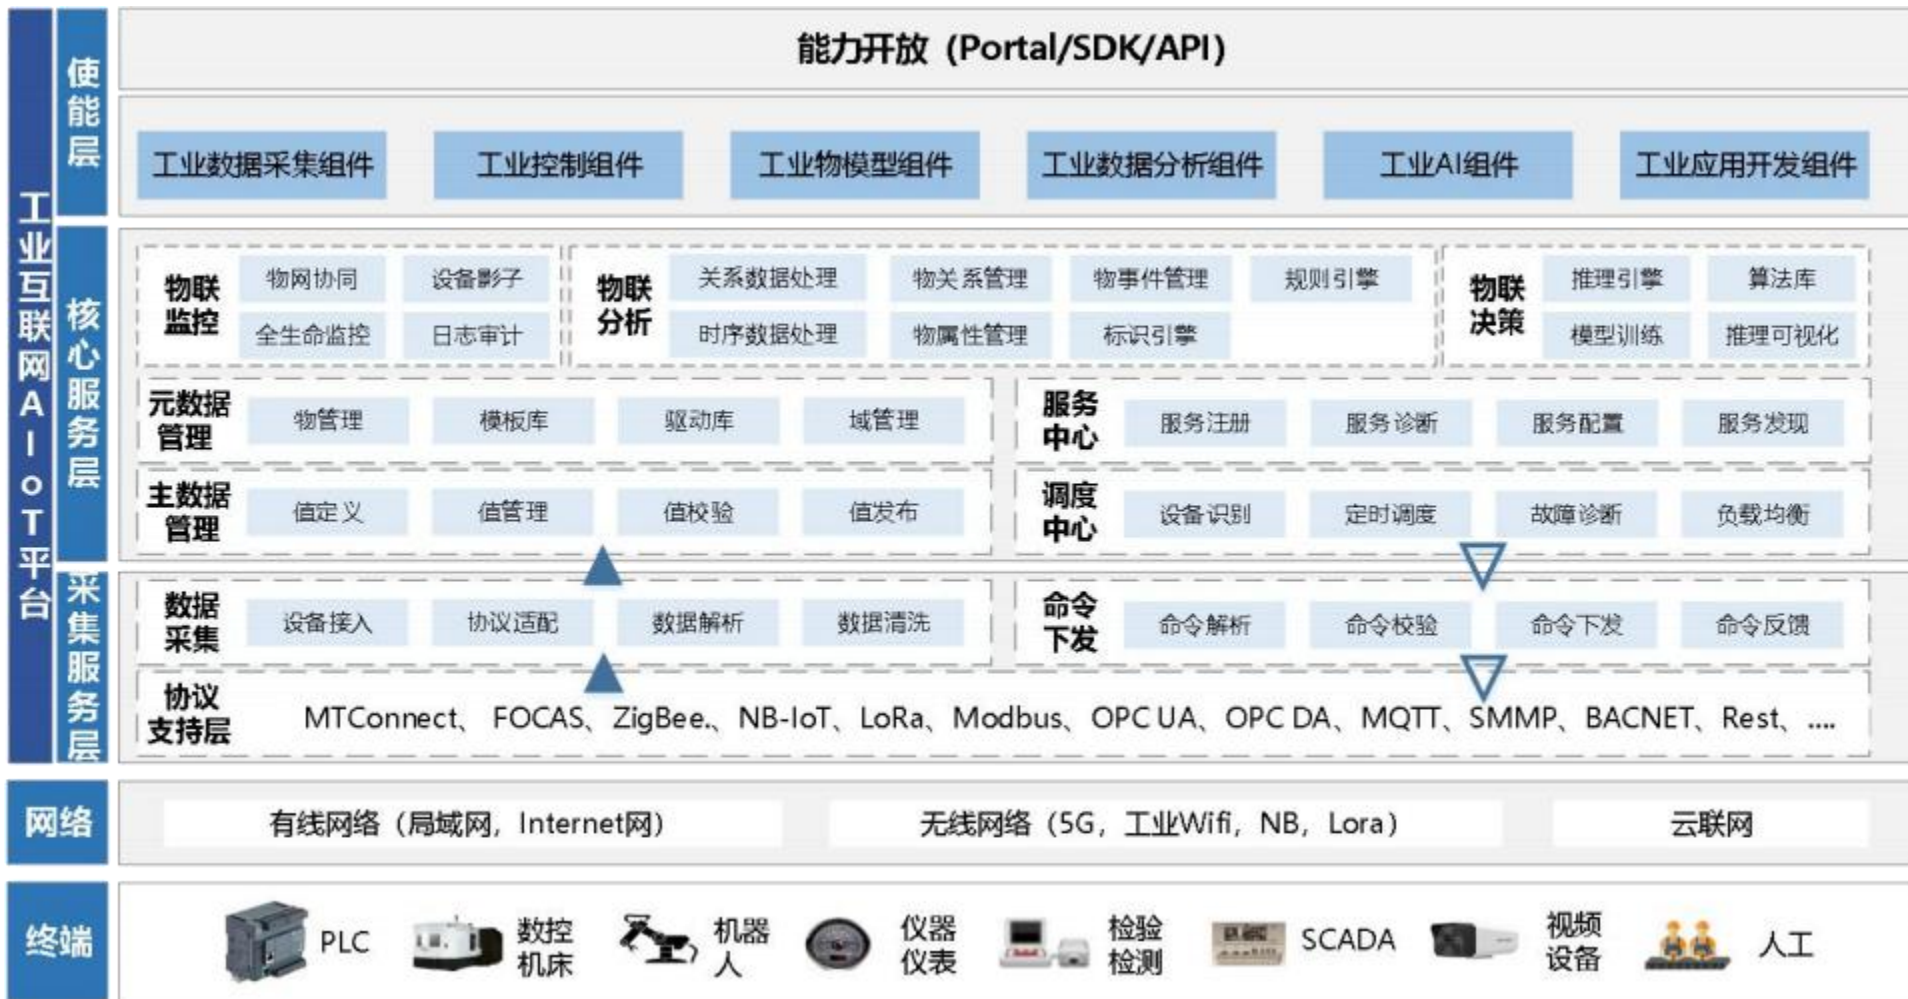 工业互联网AIoT平台
使能层
能力开放 (Portal/SDK/API)
工业数据采集组件 工业控制组件 工业物模型组件 工业数据分析组件 工业AI组件 工业应用开发组件
核心服务层
物联监控
物网协同 设备影子
全生命监控 日志审计
物联分析
关系数据处理 物关系管理 物事件管理 规则引擎
时序数据处理 物属性管理 标识引擎
物联决策
推理引擎 算法库
模型训练 推理可视化
元数据管理
物管理 模板库 驱动库 域管理
服务中心
服务注册 服务诊断 服务配置 服务发现
主数据管理
值定义 值管理 值校验 值发布
调度中心
设备识别 定时调度 故障诊断 负载均衡
采集服务层
数据采集
设备接入 协议适配 数据解析 数据清洗
命令下发
命令解析 命令校验 命令下发 命令反馈
协议支持层
MTConnect、 FOCAS、ZigBee.、NB-IoT、LoRa、Modbus、OPC UA、OPC DA、MQTT、SMMP、BACNET、Rest、....
网络
有线网络（局域网，Internet网） 无线网络（5G，工业Wifi，NB，Lora） 云联网
终端
PLC 数控机床 机器人 仪器仪表 检验检测 SCADA 视频设备 人工